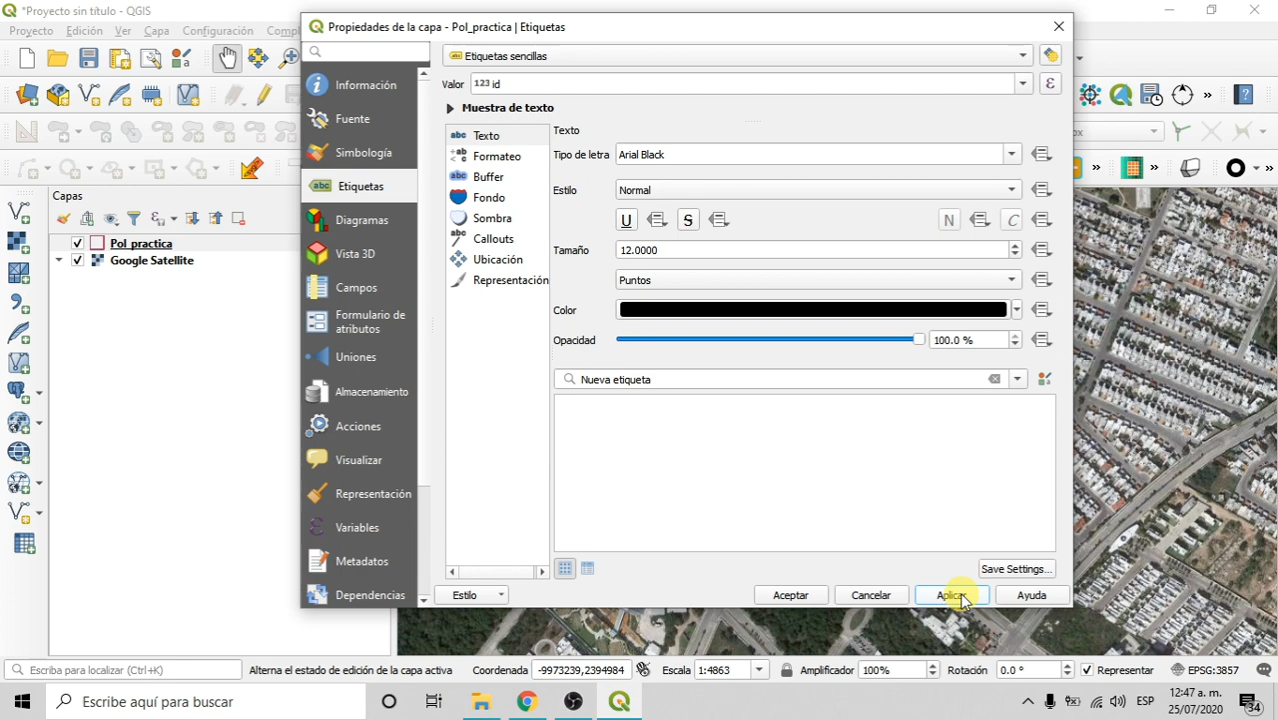 *Proyecto sin título - QGIS
Proyecto Edición Ver Capa Configuración Compl
Propiedades de la capa - Pol_practica | Etiquetas
Etiquetas sencillas
Valor 123 id
Muestra de texto
Información
Fuente
Simbología
abc Etiquetas
Diagramas
Vista 3D
Campos
Formulario de
atributos
Uniones
Almacenamiento
Acciones
Visualizar
Representación
Variables
Metadatos
Dependencias
abc Texto
Formateo
abc Buffer
Fondo
Sombra
Callouts
Ubicación
Representación
Texto
Tipo de letra Arial Black
Estilo Normal
U S N C
Tamaño 12.0000
Puntos
Color
Opacidad 100.0 %
Nueva etiqueta
Save Settings...
Estilo Aceptar Cancelar Aplicar Ayuda
Capas
Pol_practica
Google Satellite
Escriba para localizar (Ctrl+K) Alterna el estado de edición de la capa activa Coordenada -9973239,2394984 Escala 1:4863 Amplificador 100% Rotación 0.0 ° Representar EPSG:3857
Escribe aquí para buscar ESP 12:47 a. m.
25/07/2020 34